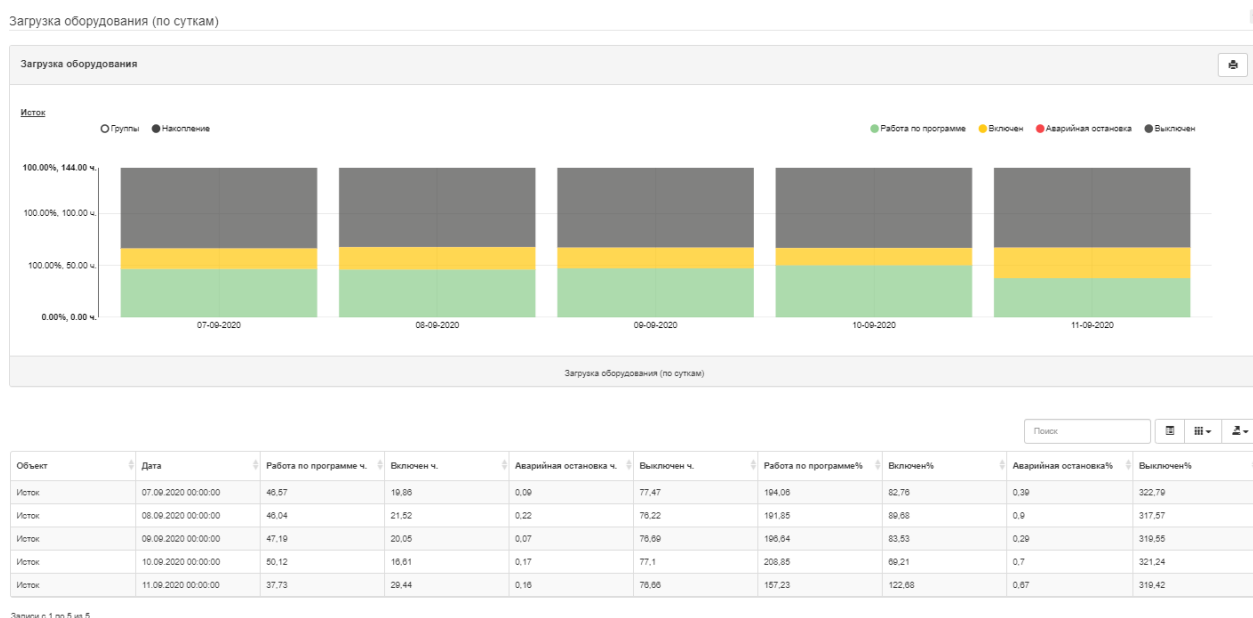 Загрузка оборудования (по суткам)
Загрузка оборудования
Исток
Группы Накопление Работа по программе Включен Аварийная остановка Выключен
100.00%, 144.00 ч.
100.00%, 100.00 ч.
100.00%, 50.00 ч.
0.00%, 0.00 ч.
07-09-2020 08-09-2020 09-09-2020 10-09-2020 11-09-2020
Загрузка оборудования (по суткам)
Поиск
Объект Дата Работа по программе ч. Включен ч. Аварийная остановка ч. Выключен ч. Работа по программе% Включен% Аварийная остановка% Выключен%
Исток 07.09.2020 00:00:00 46,57 19,86 0,09 77,47 194,06 82,76 0,39 322,79
Исток 08.09.2020 00:00:00 46,04 21,52 0,22 76,22 191,85 89,68 0,9 317,57
Исток 09.09.2020 00:00:00 47,19 20,05 0,07 76,69 196,64 83,53 0,29 319,55
Исток 10.09.2020 00:00:00 50,12 16,61 0,17 77,1 208,85 69,21 0,7 321,24
Исток 11.09.2020 00:00:00 37,73 29,44 0,16 76,66 157,23 122,68 0,67 319,42
Записи с 1 по 5 из 5